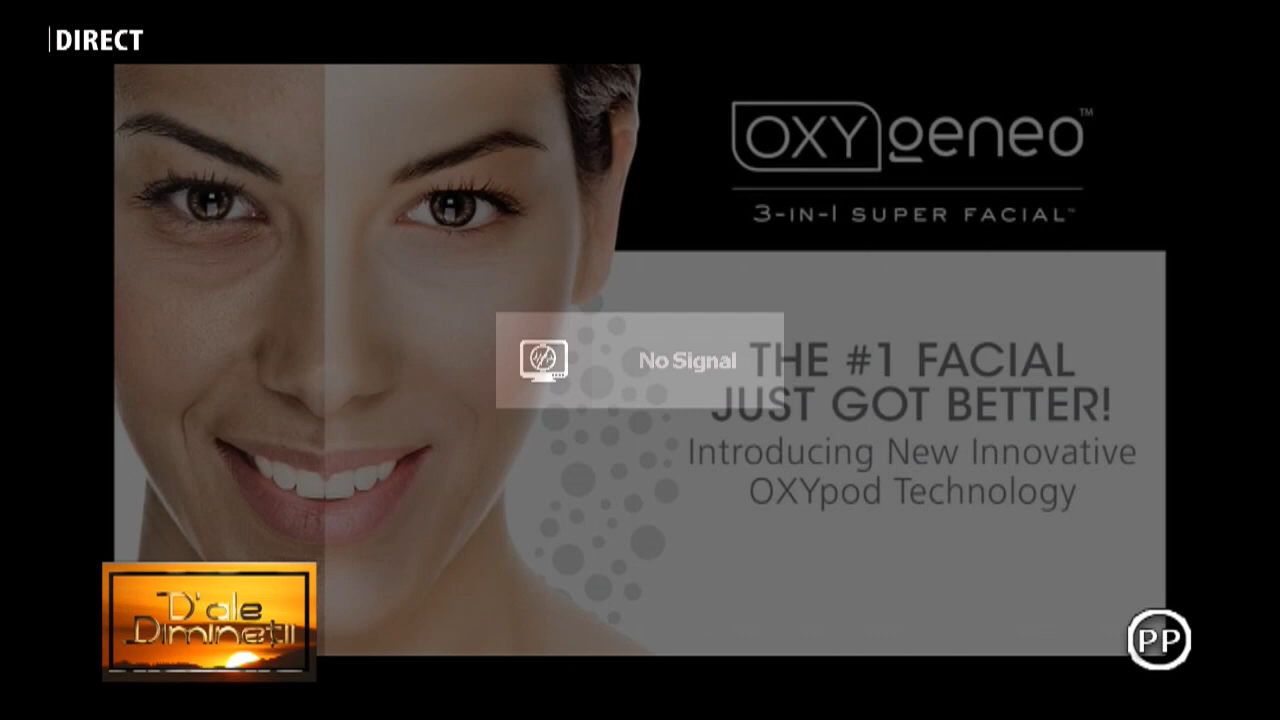 DIRECT
OXYgeneo™
3-IN-1 SUPER FACIAL™
No Signal
THE #1 FACIAL
JUST GOT BETTER!
Introducing New Innovative
OXYpod Technology
D'ale
Dimineții
PP